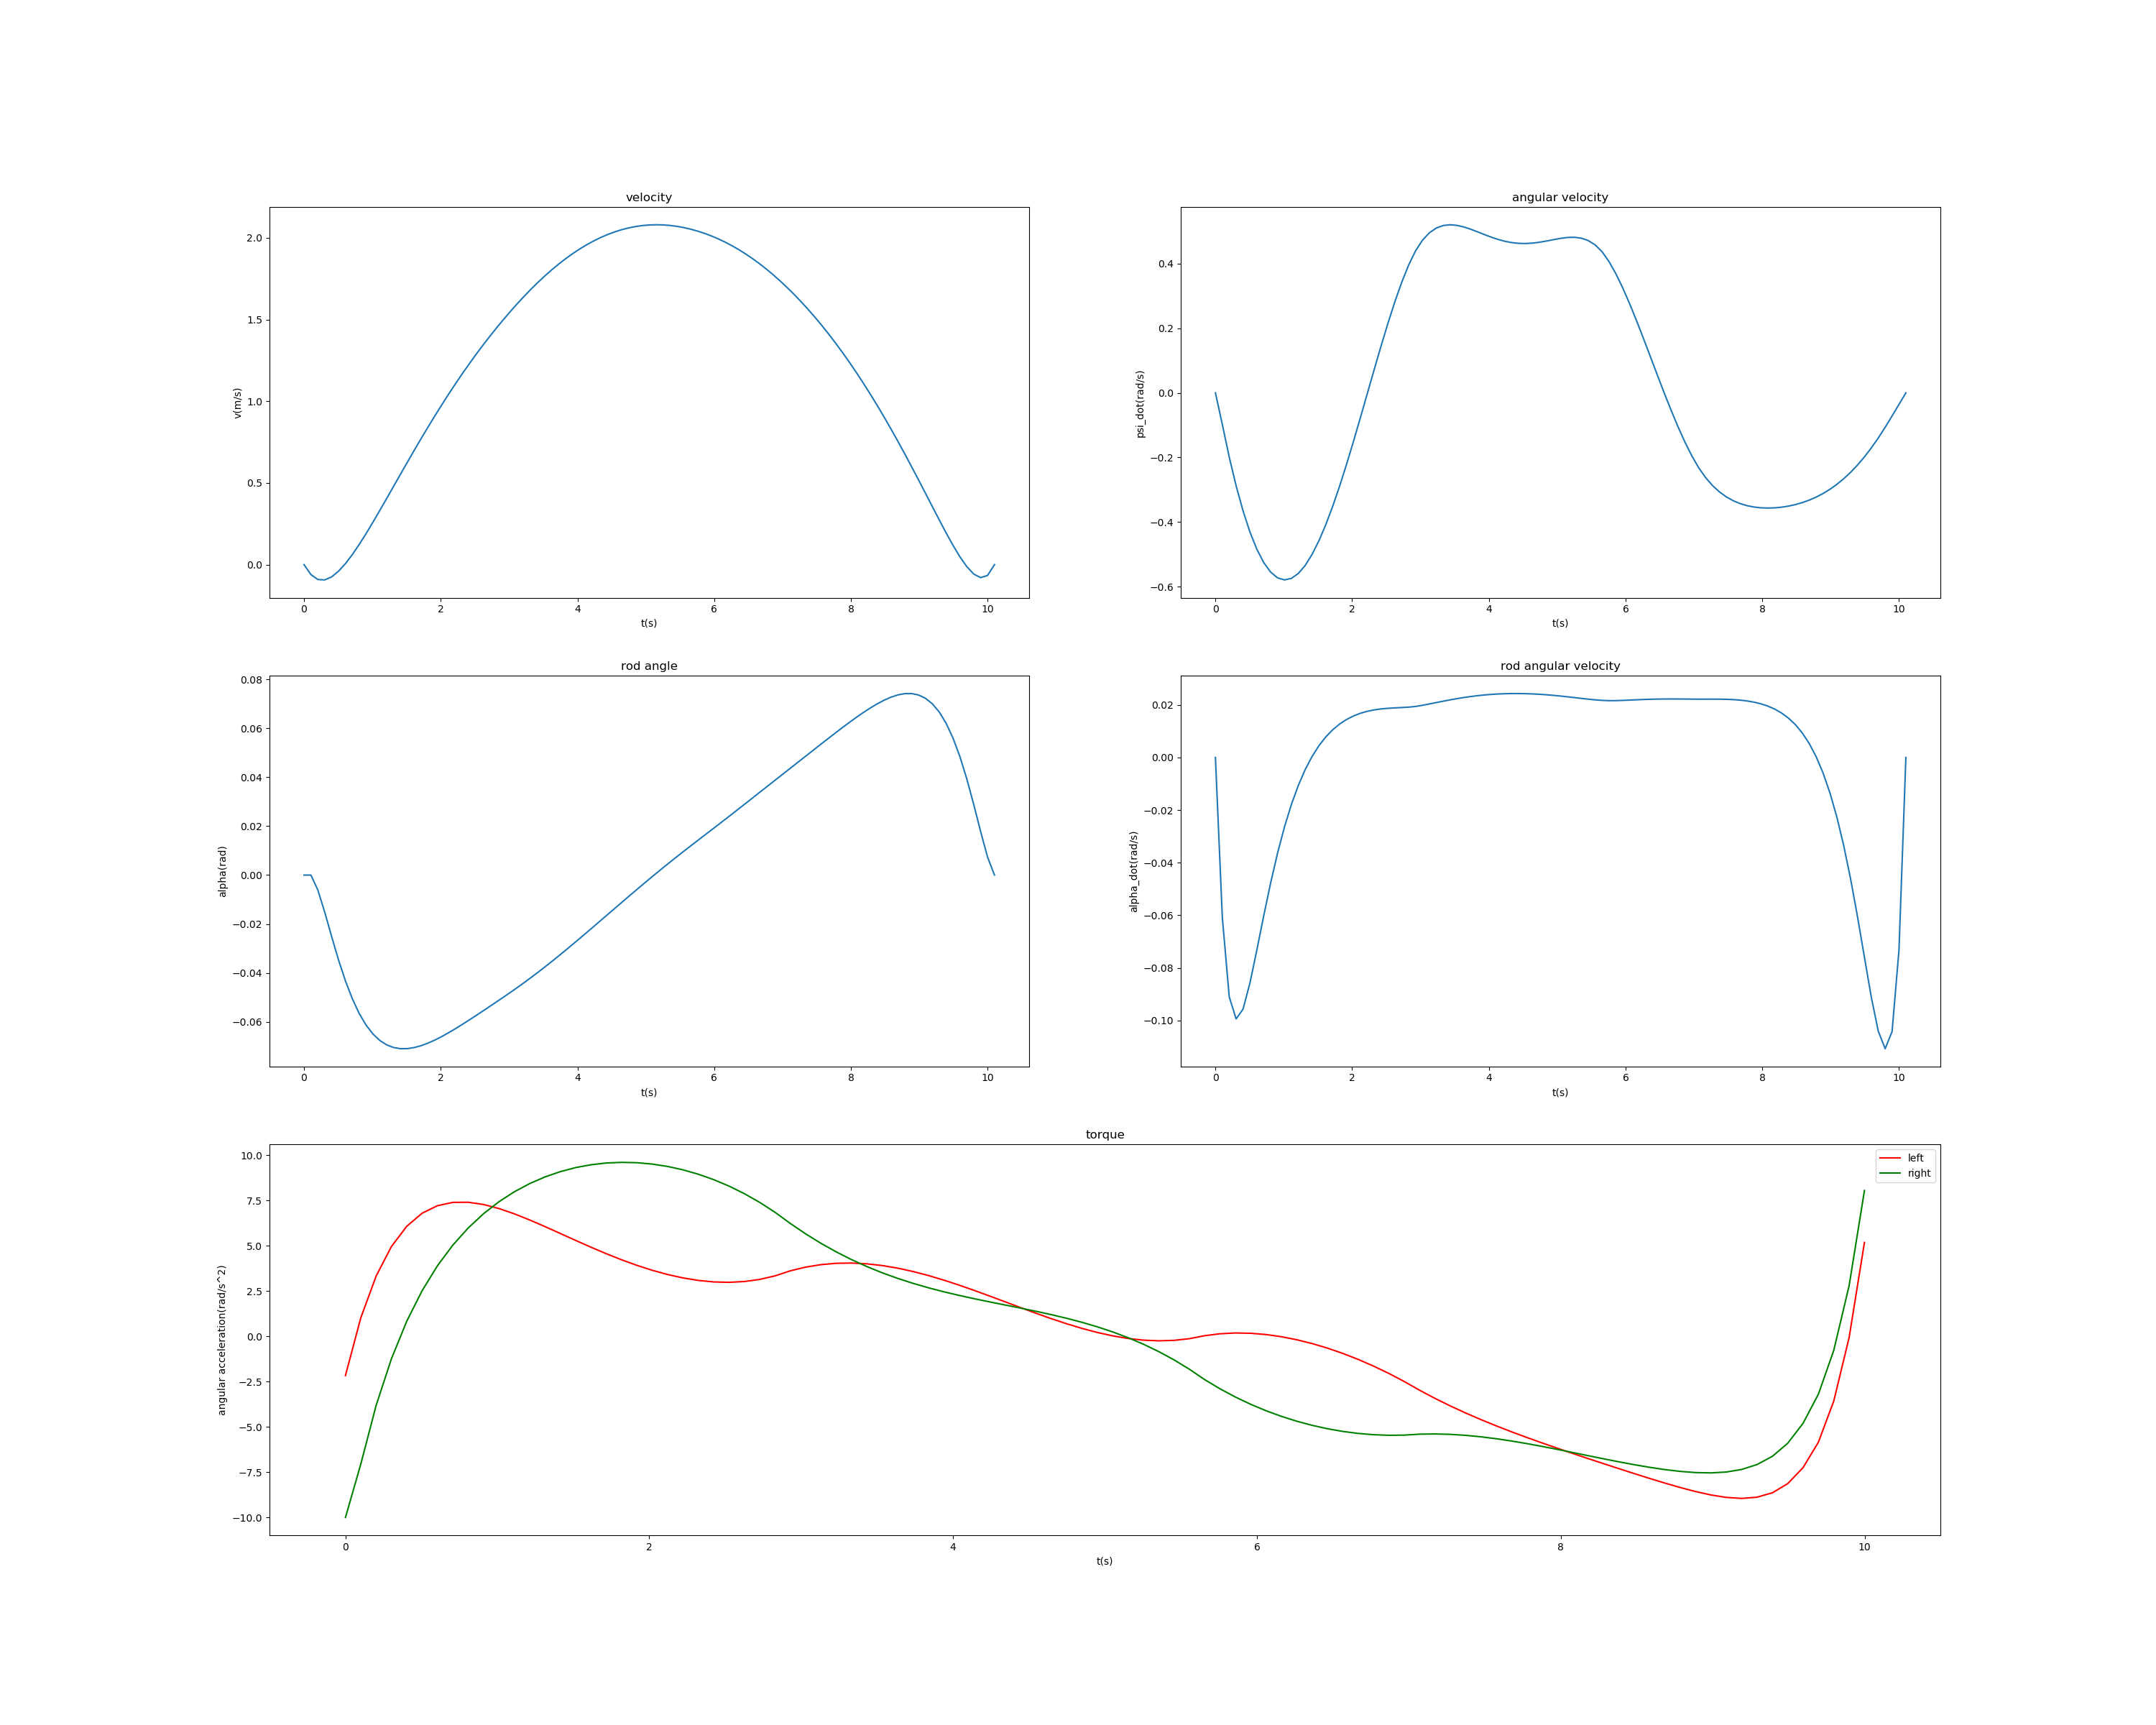 velocity
v(m/s)
2.0
1.5
1.0
0.5
0.0
0 2 4 6 8 10
t(s)
angular velocity
psi_dot(rad/s)
0.4
0.2
0.0
−0.2
−0.4
−0.6
0 2 4 6 8 10
t(s)
rod angle
alpha(rad)
0.08
0.06
0.04
0.02
0.00
−0.02
−0.04
−0.06
0 2 4 6 8 10
t(s)
rod angular velocity
alpha_dot(rad/s)
0.02
0.00
−0.02
−0.04
−0.06
−0.08
−0.10
0 2 4 6 8 10
t(s)
torque
angular acceleration(rad/s^2)
10.0
7.5
5.0
2.5
0.0
−2.5
−5.0
−7.5
−10.0
left
right
0 2 4 6 8 10
t(s)